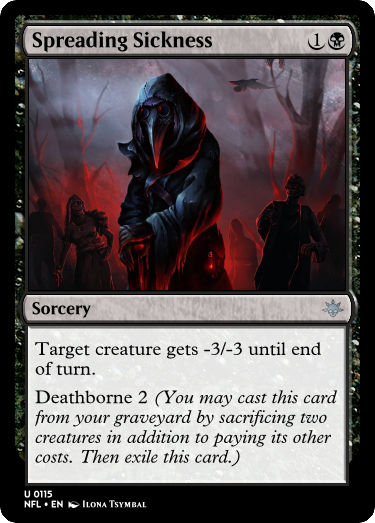 Spreading Sickness 1
Sorcery
Target creature gets -3/-3 until end
of turn.
Deathborne 2 (You may cast this card
from your graveyard by sacrificing two
creatures in addition to paying its other
costs. Then exile this card.)
U 0115
NFL • EN Ilona Tsymbal